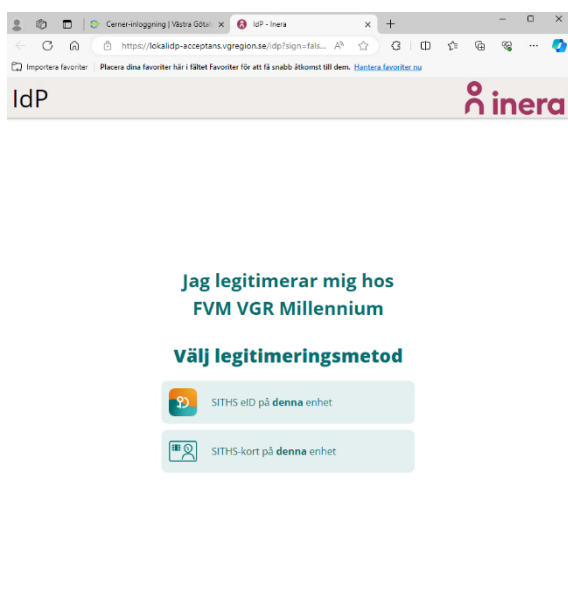 Cerner-inloggning | Västra Götal
IdP - Inera
https://lokalidp-acceptans.vgregion.se/idp?sign=fals...
Importera favoriter
Placera dina favoriter här i fältet Favoriter för att få snabb åtkomst till dem. Hantera favoriter nu
IdP
inera
Jag legitimerar mig hos
FVM VGR Millennium
Välj legitimeringsmetod
SITHS eID på denna enhet
SITHS-kort på denna enhet